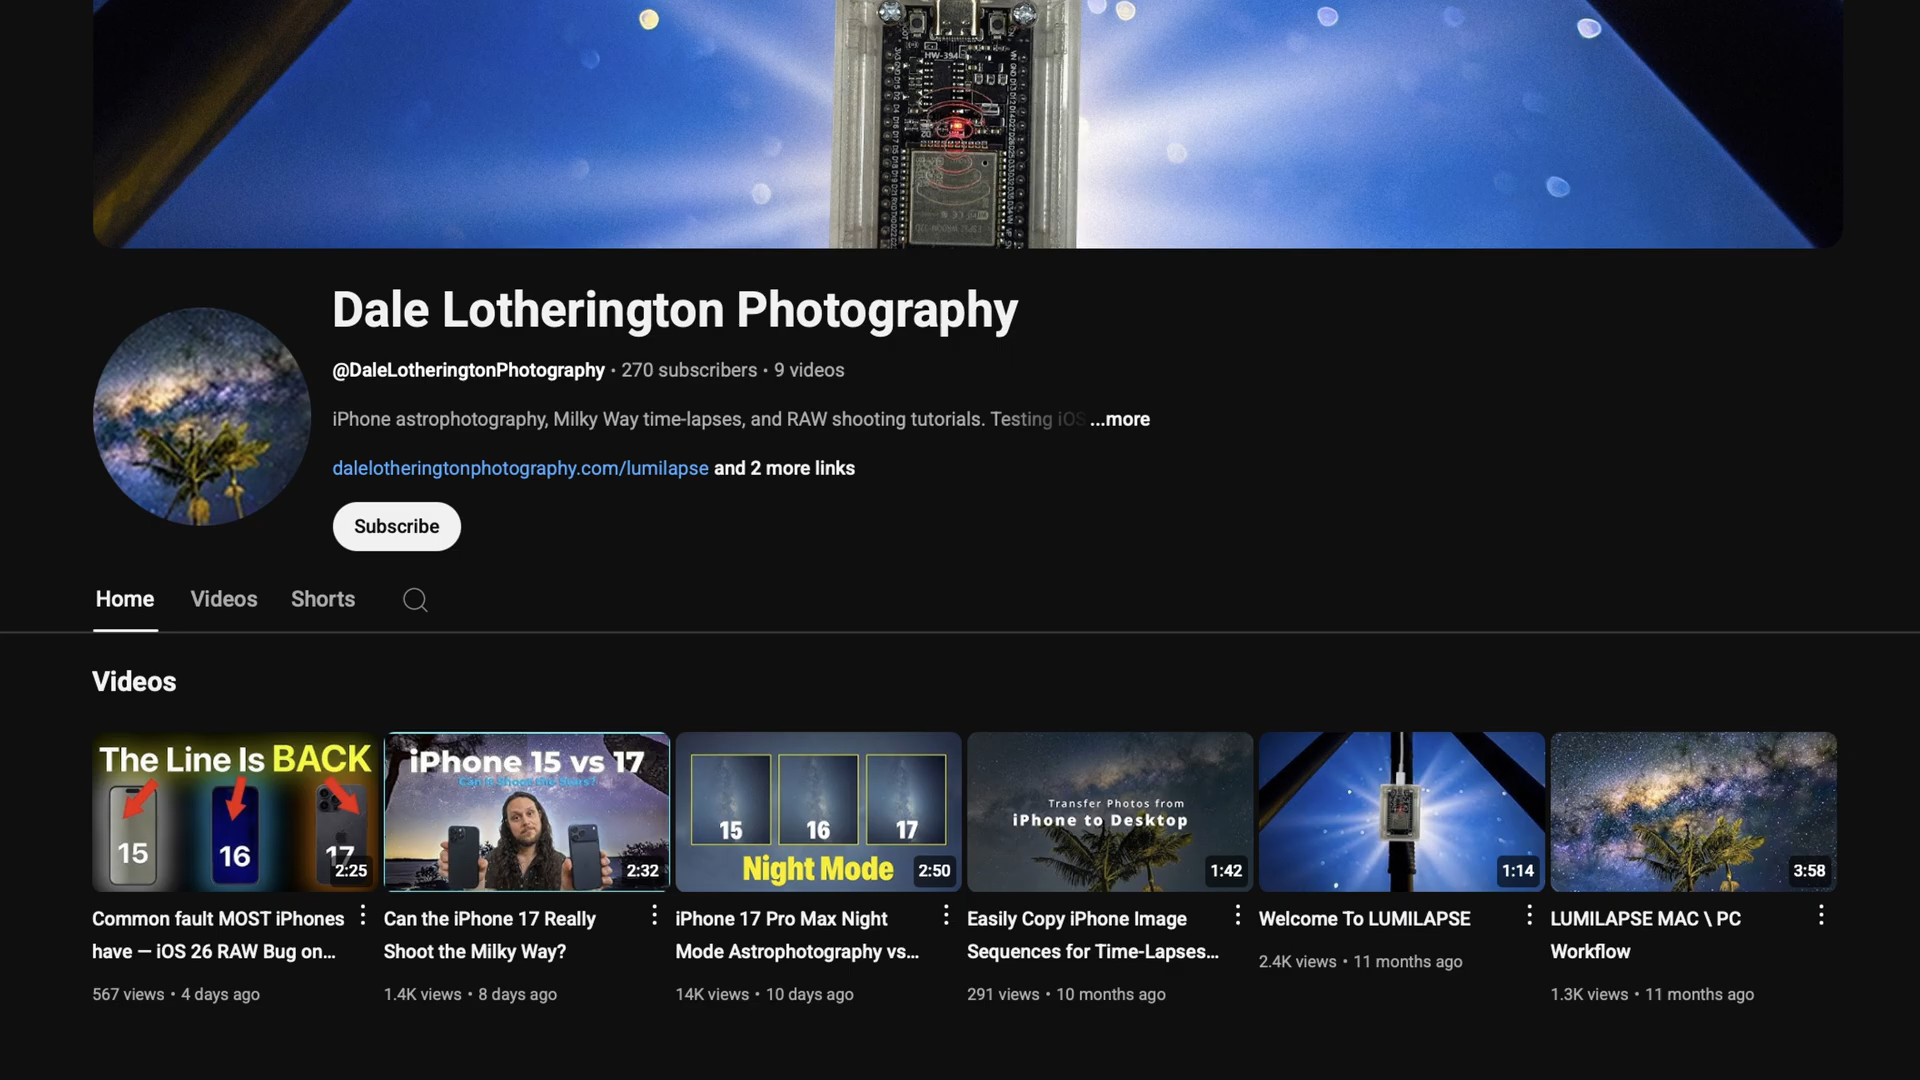 HW-394
Dale Lotherington Photography
@DaleLotheringtonPhotography • 270 subscribers • 9 videos
iPhone astrophotography, Milky Way time-lapses, and RAW shooting tutorials. Testing iOS ...more
dalelotheringtonphotography.com/lumilapse and 2 more links
Subscribe
Home Videos Shorts
Videos
The Line Is BACK
15 16 17
2:25
iPhone 15 vs 17
Can it Shoot the Stars?
2:32
15 16 17
Night Mode
2:50
Transfer Photos from
iPhone to Desktop
1:42
1:14
3:58
Common fault MOST iPhones
have — iOS 26 RAW Bug on...
567 views • 4 days ago
Can the iPhone 17 Really
Shoot the Milky Way?
1.4K views • 8 days ago
iPhone 17 Pro Max Night
Mode Astrophotography vs...
14K views • 10 days ago
Easily Copy iPhone Image
Sequences for Time-Lapses...
291 views • 10 months ago
Welcome To LUMILAPSE
2.4K views • 11 months ago
LUMILAPSE MAC \ PC
Workflow
1.3K views • 11 months ago